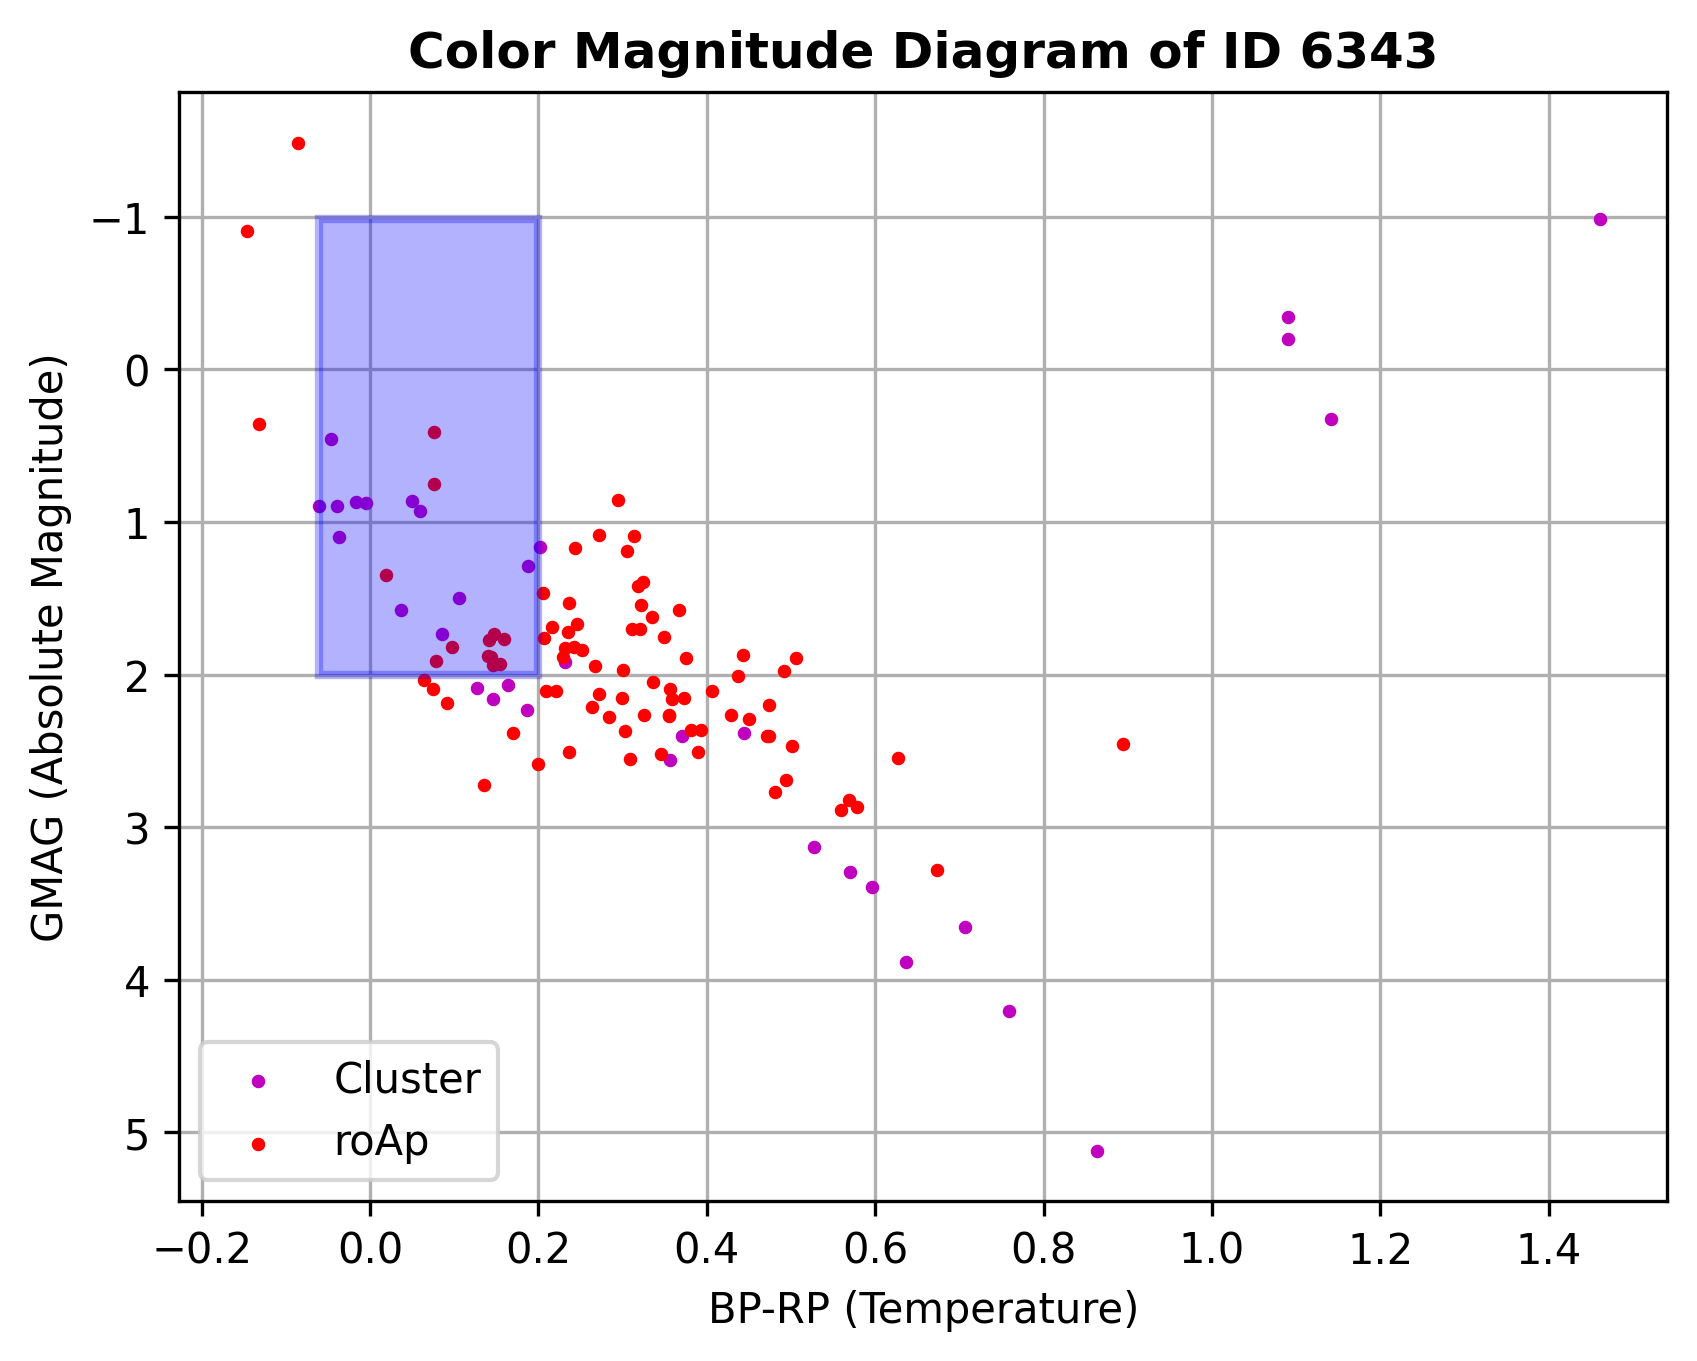 Color Magnitude Diagram of ID 6343
GMAG (Absolute Magnitude)
−1
0
1
2
3
4
5
Cluster
roAp
−0.2 0.0 0.2 0.4 0.6 0.8 1.0 1.2 1.4
BP-RP (Temperature)